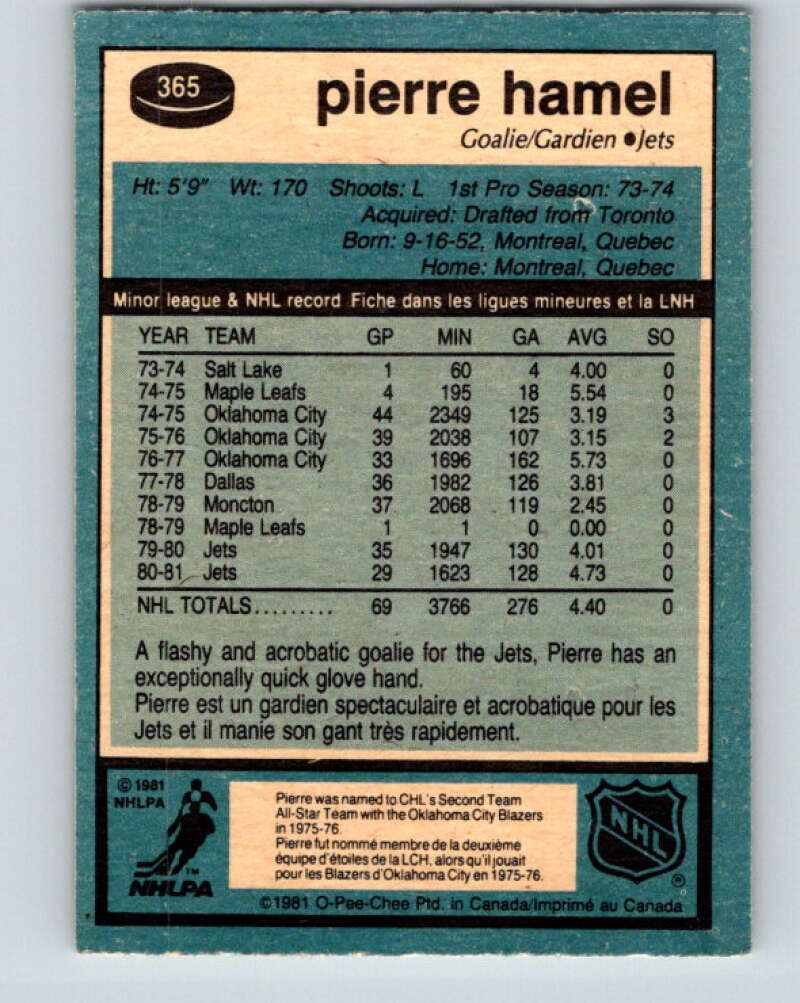 365
pierre hamel
Goalie/Gardien ●Jets
Ht: 5'9" Wt: 170 Shoots: L 1st Pro Season: 73-74
Acquired: Drafted from Toronto
Born: 9-16-52, Montreal, Quebec
Home: Montreal, Quebec
Minor league & NHL record Fiche dans les ligues mineures et la LNH
YEAR TEAM GP MIN GA AVG SO
73-74 Salt Lake 1 60 4 4.00 0
74-75 Maple Leafs 4 195 18 5.54 0
74-75 Oklahoma City 44 2349 125 3.19 3
75-76 Oklahoma City 39 2038 107 3.15 2
76-77 Oklahoma City 33 1696 162 5.73 0
77-78 Dallas 36 1982 126 3.81 0
78-79 Moncton 37 2068 119 2.45 0
78-79 Maple Leafs 1 1 0 0.00 0
79-80 Jets 35 1947 130 4.01 0
80-81 Jets 29 1623 128 4.73 0
NHL TOTALS......... 69 3766 276 4.40 0
A flashy and acrobatic goalie for the Jets, Pierre has an
exceptionally quick glove hand.
Pierre est un gardien spectaculaire et acrobatique pour les
Jets et il manie son gant très rapidement.
© 1981
NHLPA
TM
NHLPA
Pierre was named to CHL's Second Team
All-Star Team with the Oklahoma City Blazers
in 1975-76.
Pierre fut nommé membre de la deuxième
équipe d'étoiles de la LCH, alors qu'il jouait
pour les Blazers d'Oklahoma City en 1975-76.
NHL
®
©1981 O-Pee-Chee Ptd. in Canada/Imprimé au Canada